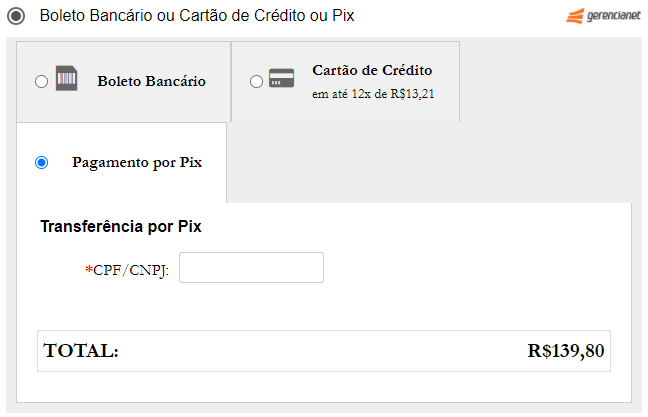 Boleto Bancário ou Cartão de Crédito ou Pix
gerencianet
Boleto Bancário
Cartão de Crédito
em até 12x de R$13,21
Pagamento por Pix
Transferência por Pix
*CPF/CNPJ:
TOTAL: R$139,80